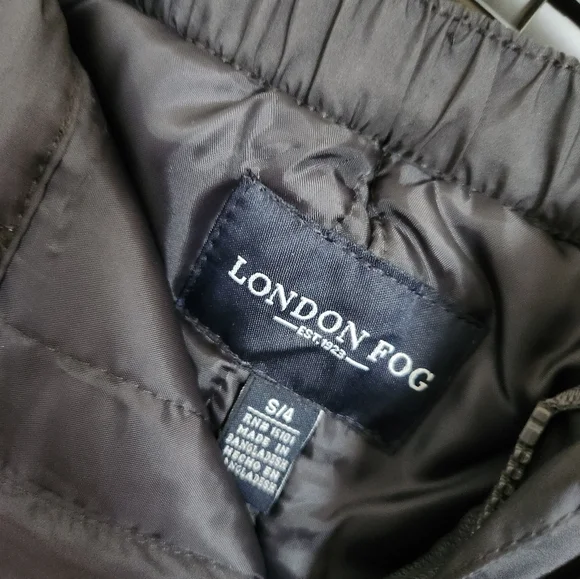 LONDON FOG
EST.1923
S/4
MADE IN
BANGLADESH
HECHO EN
BANGLADESH